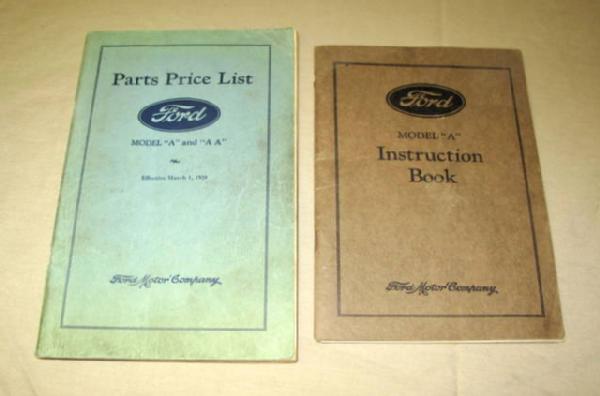 Parts Price List
Ford
MODEL "A" and "AA"
Effective March 1, 
Ford Motor Company
Ford
MODEL "A"
Instruction
Book
Ford Motor Company